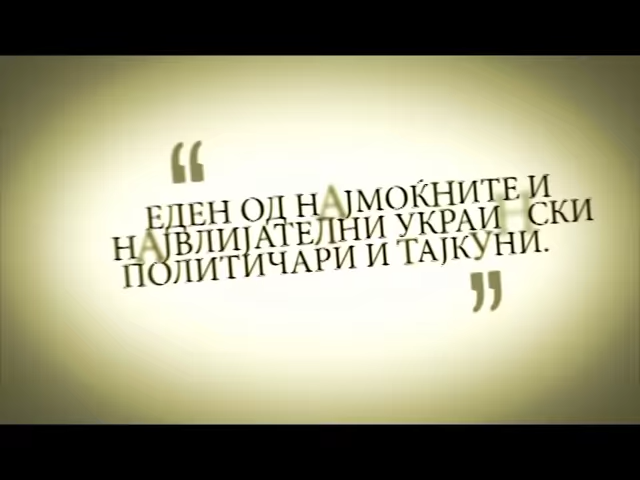 “
ЕДЕН ОД НАЈМОЌНИТЕ И
НАЈВЛИЈАТЕЛНИ УКРАИНСКИ
ПОЛИТИЧАРИ И ТАЈКУНИ.
”